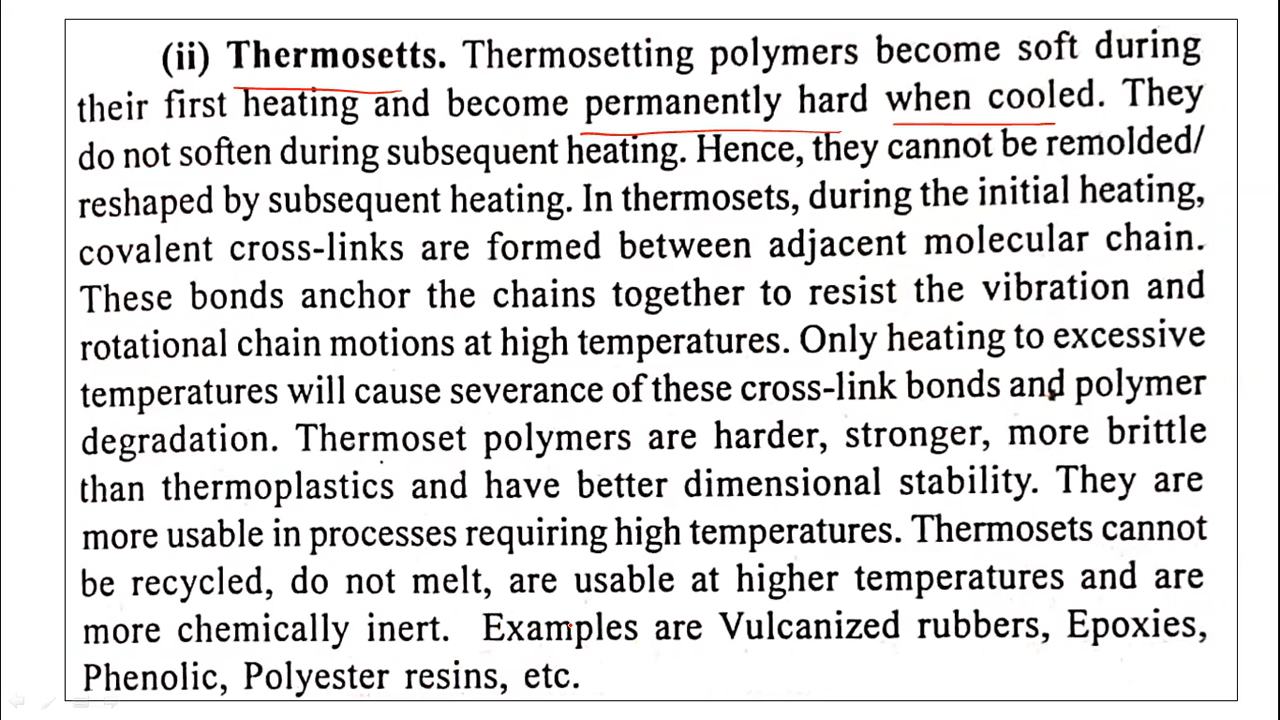 (ii) Thermosetts. Thermosetting polymers become soft during
their first heating and become permanently hard when cooled. They
do not soften during subsequent heating. Hence, they cannot be remolded/
reshaped by subsequent heating. In thermosets, during the initial heating,
covalent cross-links are formed between adjacent molecular chain.
These bonds anchor the chains together to resist the vibration and
rotational chain motions at high temperatures. Only heating to excessive
temperatures will cause severance of these cross-link bonds and polymer
degradation. Thermoset polymers are harder, stronger, more brittle
than thermoplastics and have better dimensional stability. They are
more usable in processes requiring high temperatures. Thermosets cannot
be recycled, do not melt, are usable at higher temperatures and are
more chemically inert. Examples are Vulcanized rubbers, Epoxies,
Phenolic, Polyester resins, etc.